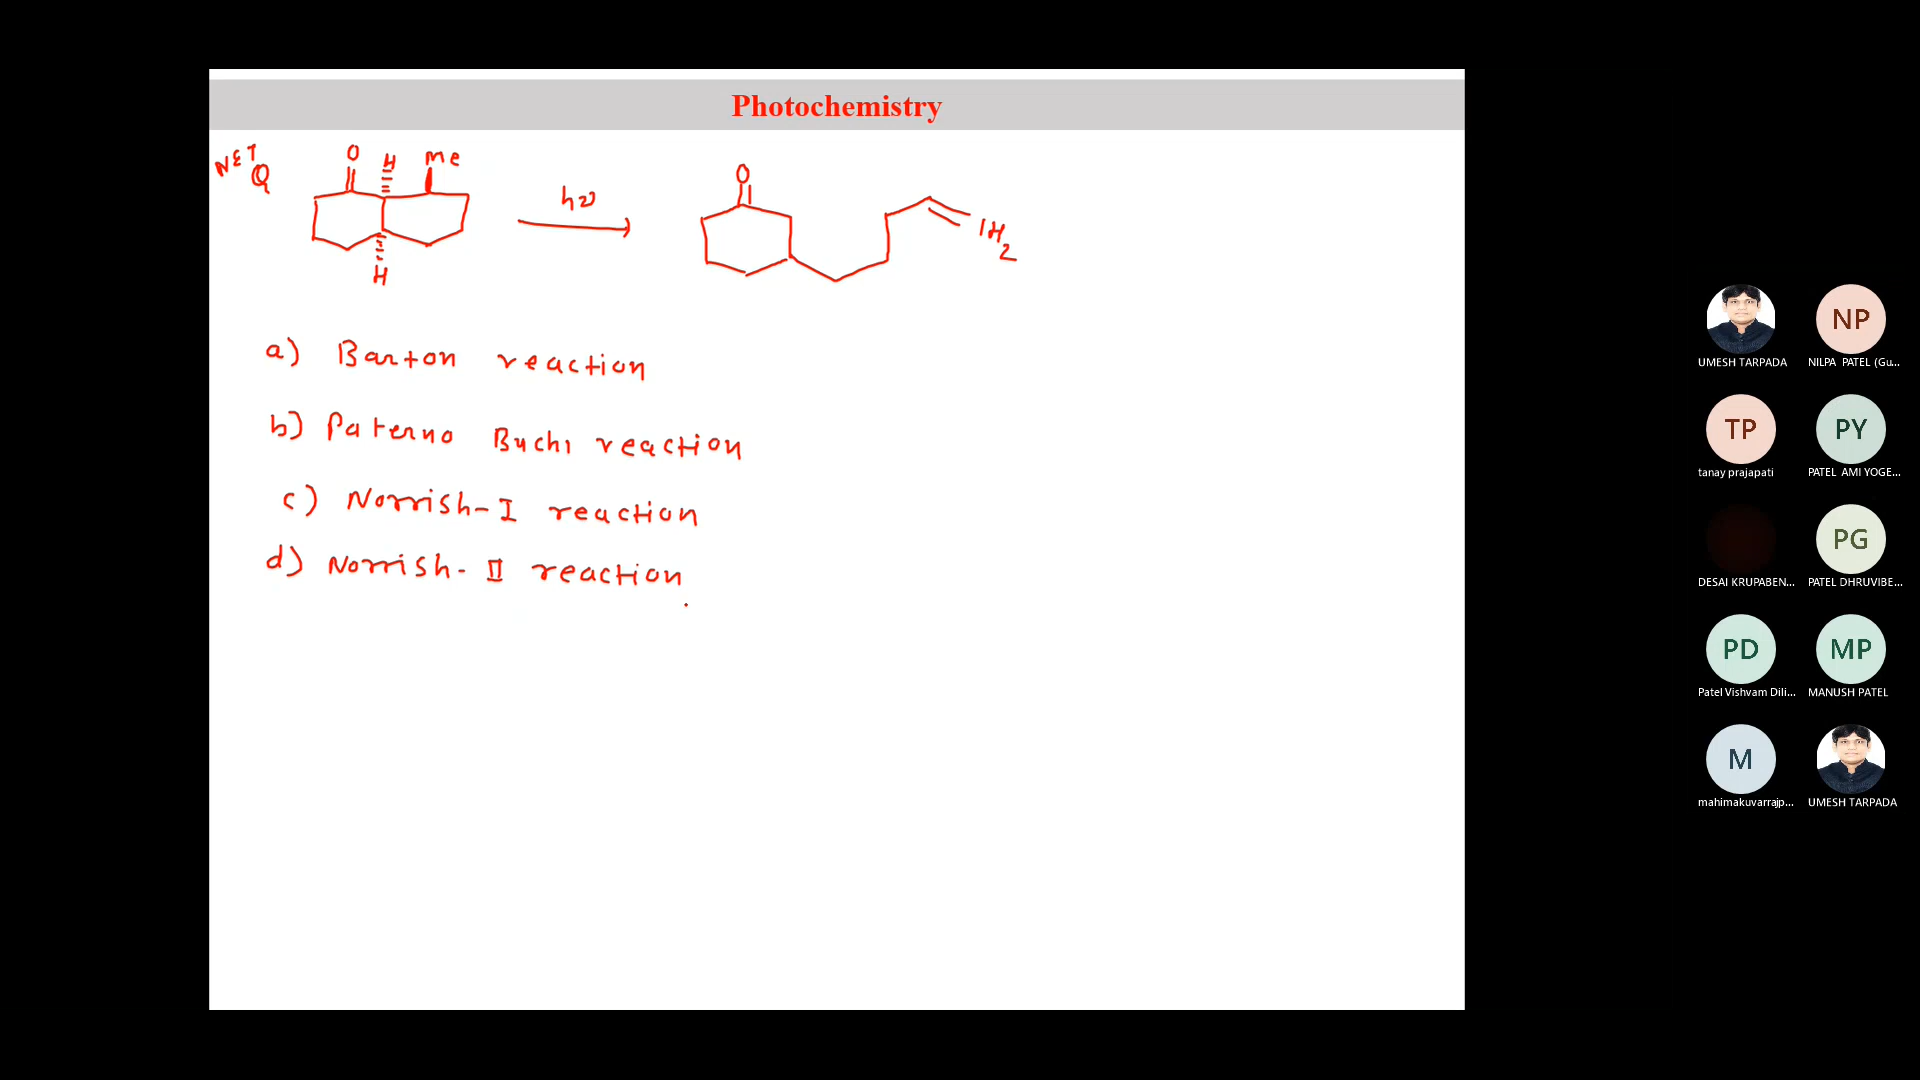 Photochemistry
NET
Q
O H Me
H
hν
O
1H2
a) Barton reaction
b) Paterno Buchi reaction
c) Norrish-I reaction
d) Norrish-II reaction
UMESH TARPADA
NP
NILPA PATEL (Gu...
TP
tanay prajapati
PY
PATEL AMI YOGE...
DESAI KRUPABEN...
PG
PATEL DHRUVIBE...
PD
Patel Vishvam Dili...
MP
MANUSH PATEL
M
mahimakuvarrajp...
UMESH TARPADA